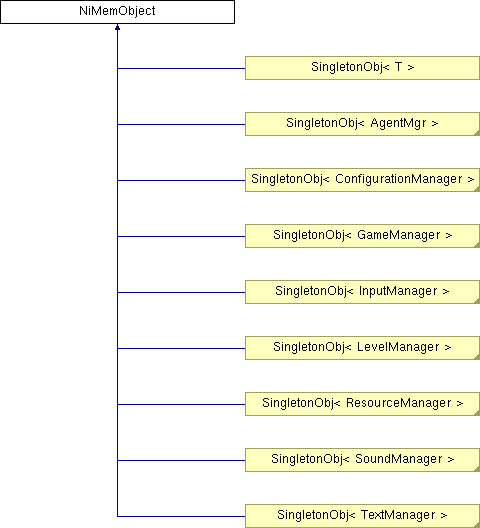 NiMemObject
SingletonObj< T >
SingletonObj< AgentMgr >
SingletonObj< ConfigurationManager >
SingletonObj< GameManager >
SingletonObj< InputManager >
SingletonObj< LevelManager >
SingletonObj< ResourceManager >
SingletonObj< SoundManager >
SingletonObj< TextManager >